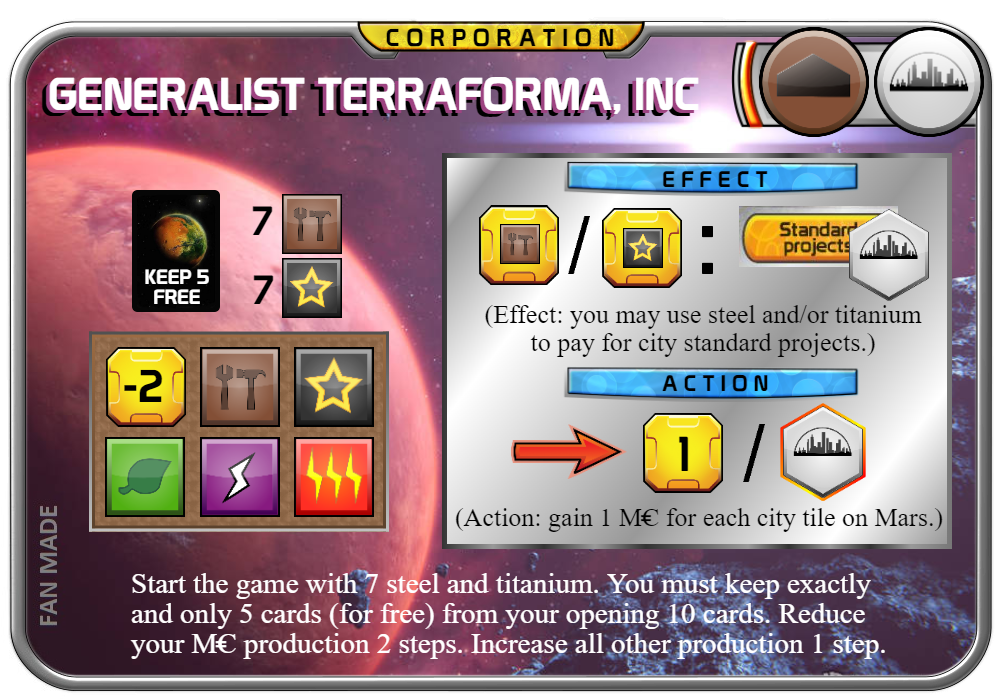 CORPORATION
GENERALIST TERRAFORMA, INC
KEEP 5
FREE
7
7
-2
EFFECT
/ :
Standard
projects
(Effect: you may use steel and/or titanium
to pay for city standard projects.)
ACTION
1 /
(Action: gain 1 M€ for each city tile on Mars.)
FAN MADE
Start the game with 7 steel and titanium. You must keep exactly
and only 5 cards (for free) from your opening 10 cards. Reduce
your M€ production 2 steps. Increase all other production 1 step.